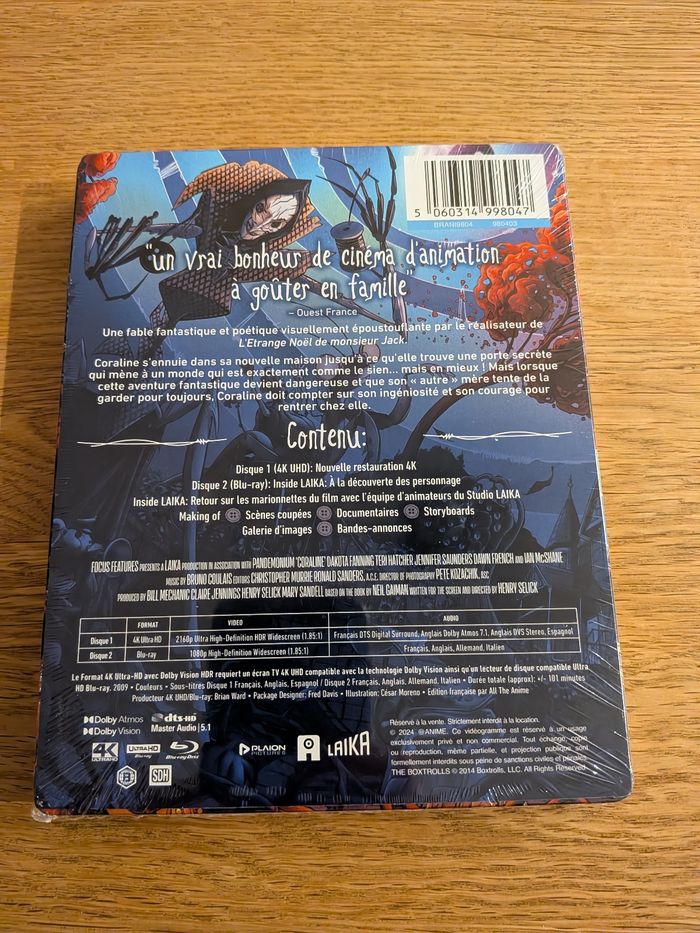 5 060314 998047
BRANI9804 980403
"un vrai bonheur de cinéma d'animation
à goûter en famille"
– Ouest France
Une fable fantastique et poétique visuellement époustouflante par le réalisateur de
L'Etrange Noël de monsieur Jack.
Coraline s'ennuie dans sa nouvelle maison jusqu'à ce qu'elle trouve une porte secrète
qui mène à un monde qui est exactement comme le sien... mais en mieux ! Mais lorsque
cette aventure fantastique devient dangereuse et que son « autre » mère tente de la
garder pour toujours, Coraline doit compter sur son ingéniosité et son courage pour
rentrer chez elle.
Contenu:
Disque 1 (4K UHD): Nouvelle restauration 4K
Disque 2 (Blu-ray): Inside LAIKA: À la découverte des personnage
Inside LAIKA: Retour sur les marionnettes du film avec l'équipe d'animateurs du Studio LAIKA
Making of Scènes coupées Documentaires Storyboards
Galerie d'images Bandes-annonces
FOCUS FEATURES PRESENTS A LAIKA PRODUCTION IN ASSOCIATION WITH PANDEMONIUM 'CORALINE' DAKOTA FANNING TERI HATCHER JENNIFER SAUNDERS DAWN FRENCH AND IAN McSHANE
MUSIC BY BRUNO COULAIS EDITORS CHRISTOPHER MURRIE RONALD SANDERS, A.C.E. DIRECTOR OF PHOTOGRAPHY PETE KOZACHIK, ASC
PRODUCED BY BILL MECHANIC CLAIRE JENNINGS HENRY SELICK MARY SANDELL BASED ON THE BOOK BY NEIL GAIMAN WRITTEN FOR THE SCREEN AND DIRECTED BY HENRY SELICK
FORMAT VIDEO AUDIO
Disque 1 4K Ultra HD 2160p Ultra High-Definition HDR Widescreen (1.85:1) Français DTS Digital Surround, Anglais Dolby Atmos 7.1, Anglais DVS Stereo, Espagnol
Disque 2 Blu-ray 1080p High-Definition Widescreen (1.85:1) Français, Anglais, Allemand, Italien
Le Format 4K Ultra-HD avec Dolby Vision HDR requiert un écran TV 4K UHD compatible avec la technologie Dolby Vision ainsi qu'un lecteur de disque compatible Ultra
HD Blu-ray. 2009 • Couleurs • Sous-titres Disque 1 Français, Anglais, Espagnol / Disque 2 Français, Anglais, Allemand, Italien • Durée totale (approx): +/- 101 minutes
Producteur 4K UHD/Blu-ray: Brian Ward • Package Designer: Fred Davis • Illustration: César Moreno • Edition française par All The Anime
Dolby Atmos
Dolby Vision
dts-HD
Master Audio 5.1
4K
ULTRA HD
ULTRA HD
Blu-ray
Blu-ray Disc
B
SDH
PLAION
PICTURES
LAIKA
Réservé à la vente. Strictement interdit à la location.
© 2024 @ANIME. Ce vidéogramme est réservé à un usage
exclusivement privé et non commercial. Tout échange, copie
ou reproduction, même partielle, et projection publique sont
formellement interdits sous peine de sanctions civiles et pénales
THE BOXTROLLS © 2014 Boxtrolls, LLC. All Rights Reserved.